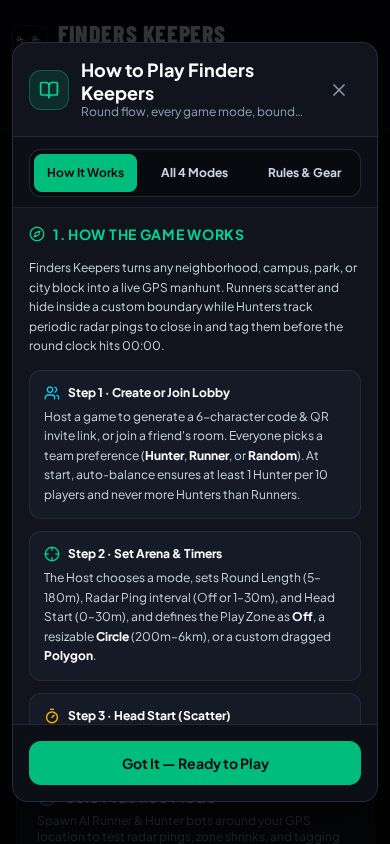 FINDERS KEEPERS
How to Play Finders
Keepers
Round flow, every game mode, bound…
How It Works
All 4 Modes
Rules & Gear
1. HOW THE GAME WORKS
Finders Keepers turns any neighborhood, campus, park, or
city block into a live GPS manhunt. Runners scatter and
hide inside a custom boundary while Hunters track
periodic radar pings to close in and tag them before the
round clock hits 00:00.
Step 1 · Create or Join Lobby
Host a game to generate a 6-character code & QR
invite link, or join a friend's room. Everyone picks a
team preference (Hunter, Runner, or Random). At
start, auto-balance ensures at least 1 Hunter per 10
players and never more Hunters than Runners.
Step 2 · Set Arena & Timers
The Host chooses a mode, sets Round Length (5–
180m), Radar Ping interval (Off or 1–30m), and Head
Start (0–30m), and defines the Play Zone as Off, a
resizable Circle (200m–6km), or a custom dragged
Polygon.
Step 3 · Head Start (Scatter)
Got It — Ready to Play
Spawn AI Runner & Hunter bots around your GPS
location to test radar pings, zone shrinks, and tagging